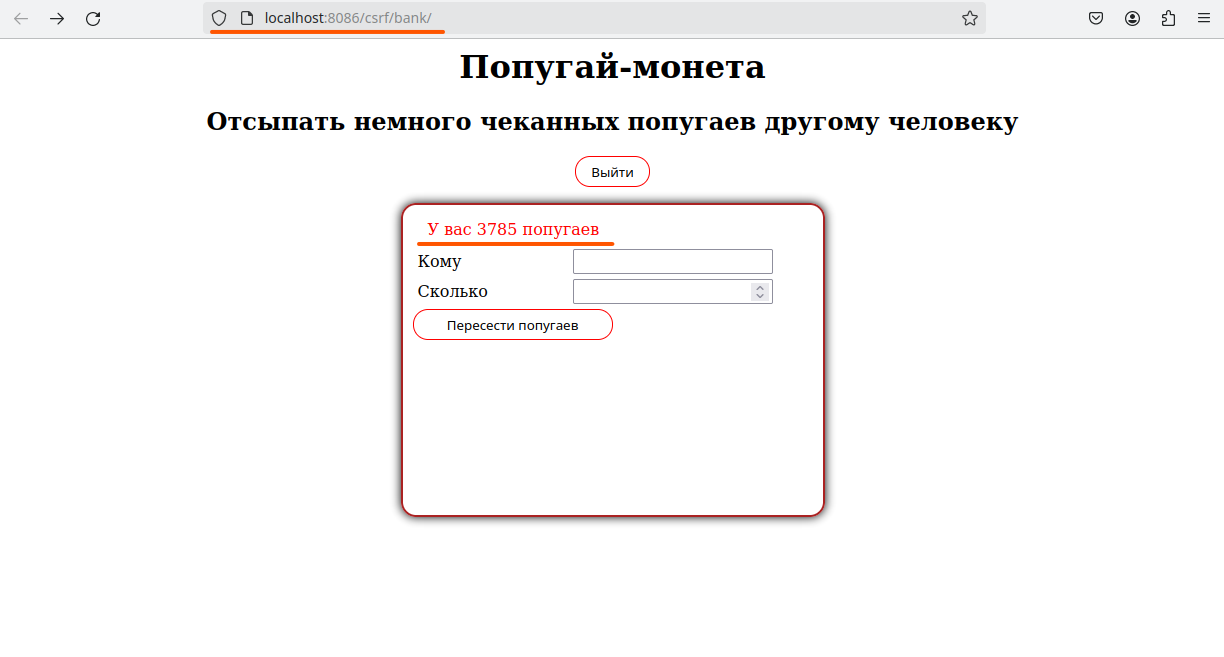 localhost:8086/csrf/bank/
Попугай-монета
Отсыпать немного чеканных попугаев другому человеку
Выйти
У вас 3785 попугаев
Кому
Сколько
Пересести попугаев